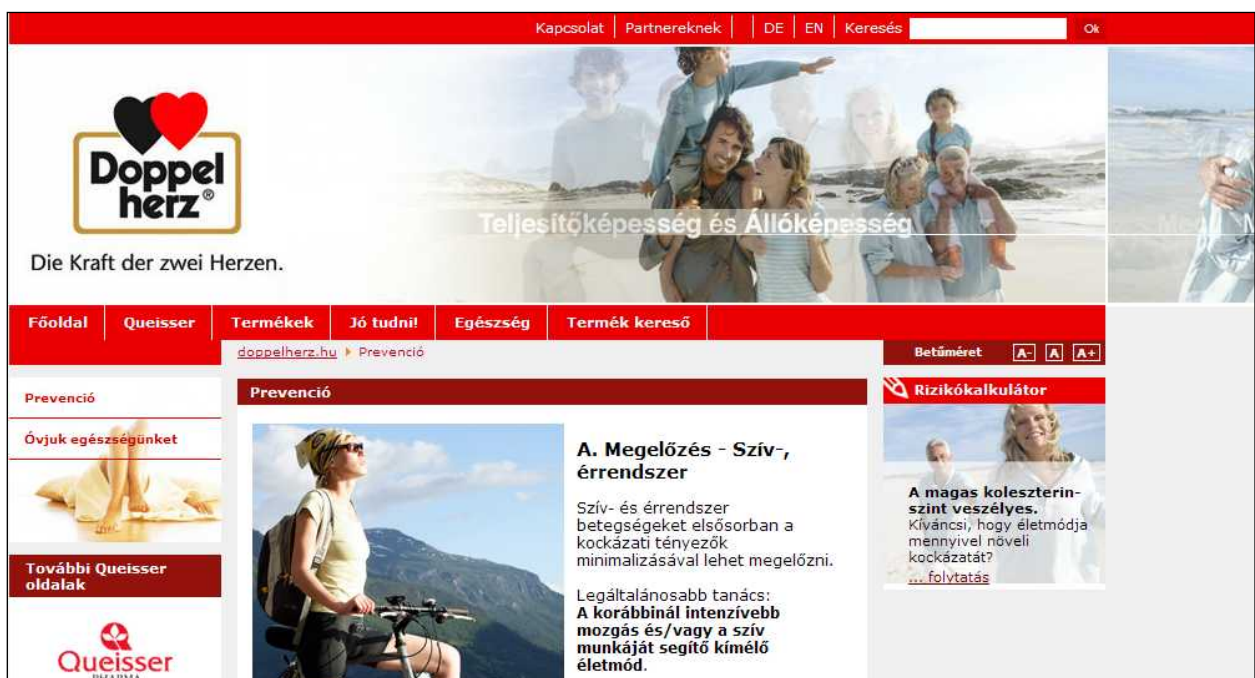 Kapcsolat Partnereknek DE EN Keresés Ok
Doppel
herz®
Die Kraft der zwei Herzen.
Teljesítőképesség és Állóképesség
Főoldal Queisser Termékek Jó tudni! Egészség Termék kereső
doppelherz.hu Prevenció
Betűméret A- A A+
Prevenció
Óvjuk egészségünket
További Queisser
oldalak
Queisser
PHARMA
Prevenció
A. Megelőzés - Szív-,
érrendszer
Szív- és érrendszer
betegségeket elsősorban a
kockázati tényezők
minimalizásával lehet megelőzni.
Legáltalánosabb tanács:
A korábbinál intenzívebb
mozgás és/vagy a szív
munkáját segítő kímélő
életmód.
Rizikókalkulátor
A magas koleszterin-
szint veszélyes.
Kíváncsi, hogy életmódja
mennyivel növeli
kockázatát?
... folytatás